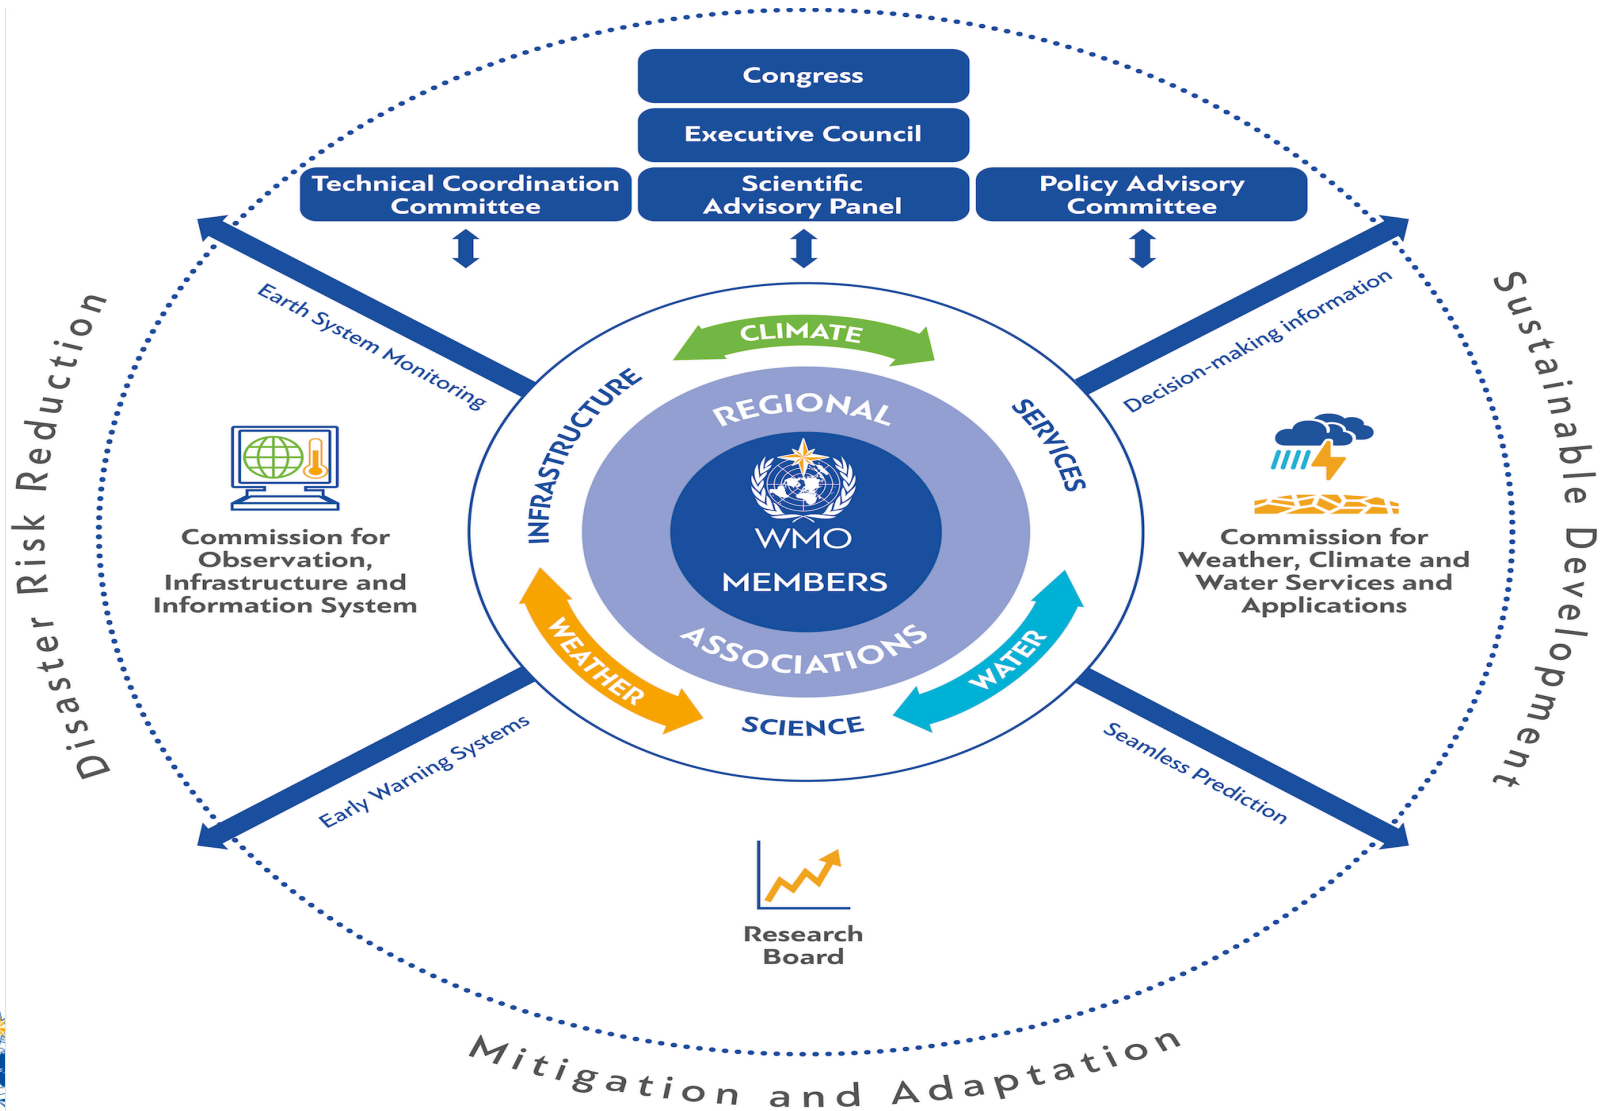 Congress
Executive Council
Technical Coordination
Committee
Scientific
Advisory Panel
Policy Advisory
Committee
Earth System Monitoring
Decision-making information
Disaster Risk Reduction
Sustainable Development
CLIMATE
INFRASTRUCTURE
SERVICES
REGIONAL
WMO
MEMBERS
ASSOCIATIONS
WEATHER
WATER
SCIENCE
Commission for
Observation,
Infrastructure and
Information System
Commission for
Weather, Climate and
Water Services and
Applications
Early Warning Systems
Seamless Prediction
Research
Board
Mitigation and Adaptation